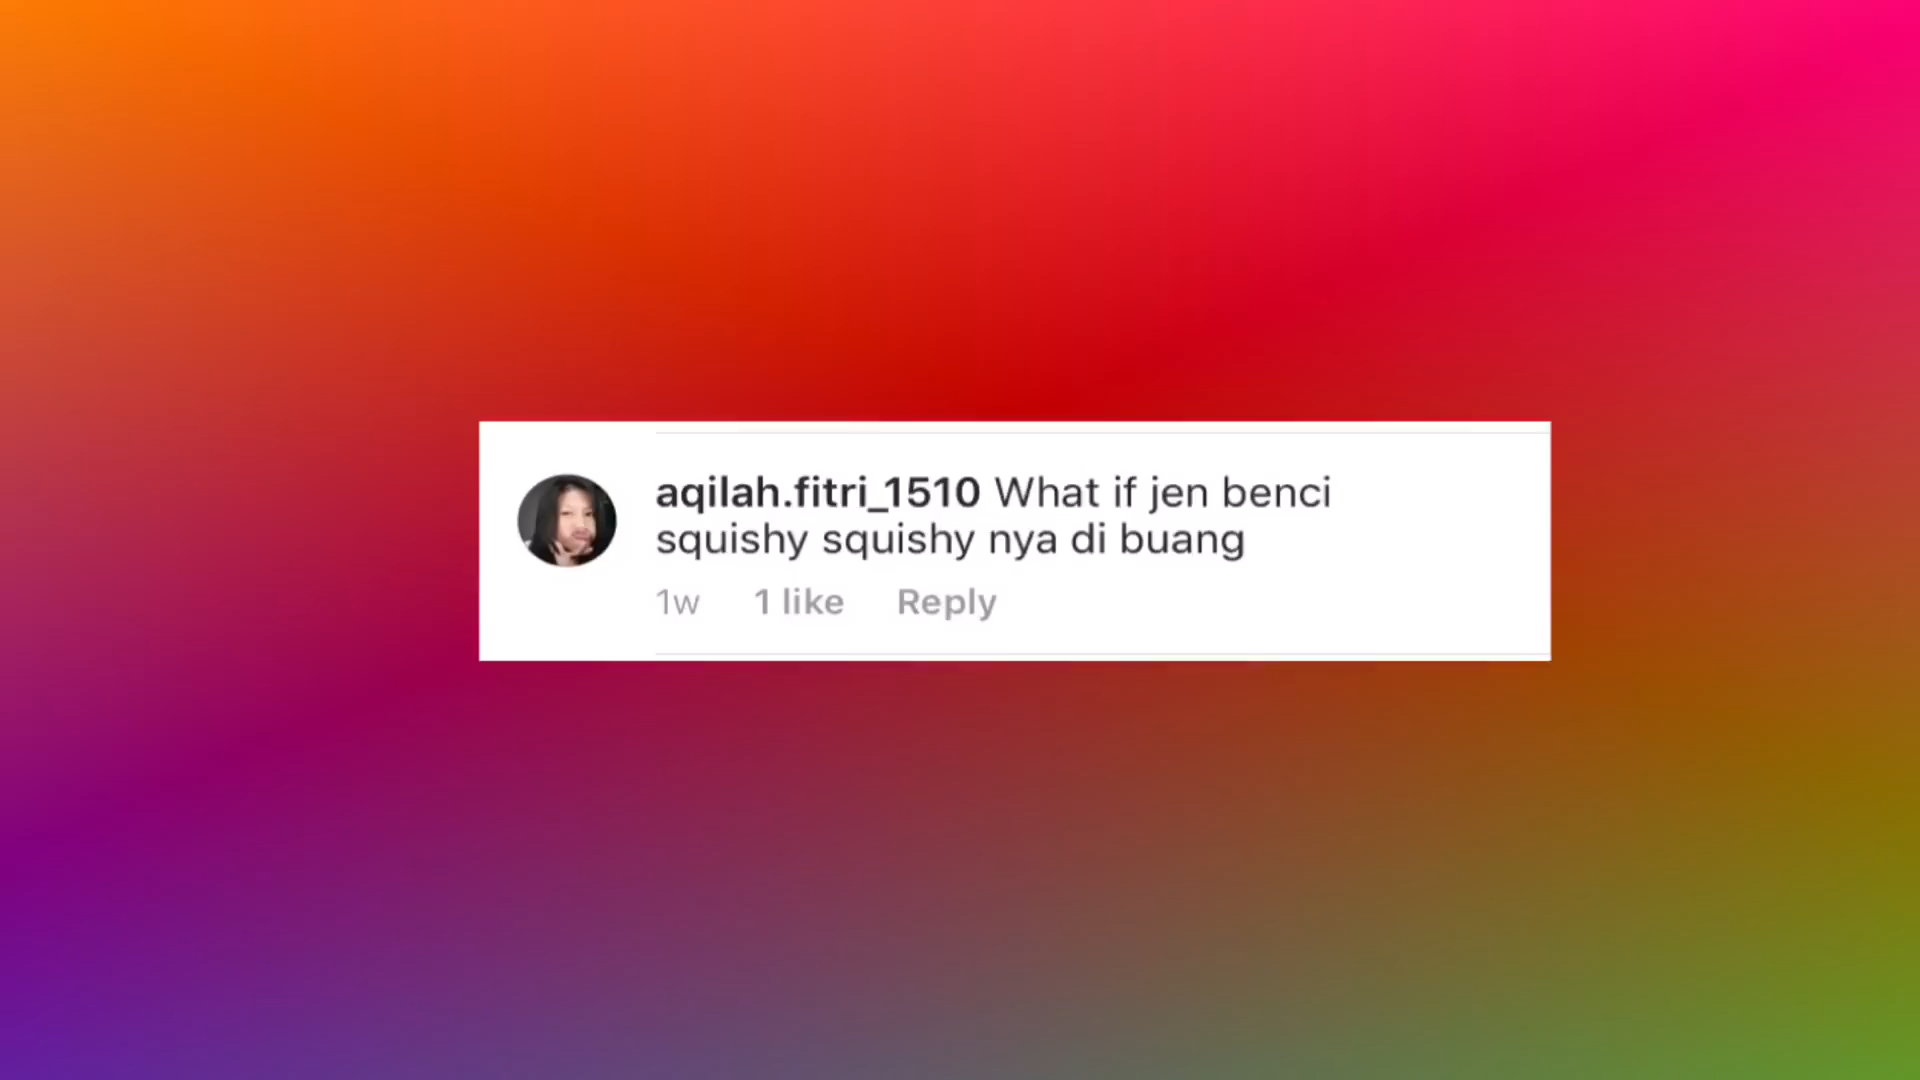 aqilah.fitri_1510 What if jen benci
squishy squishy nya di buang
1w 1 like Reply